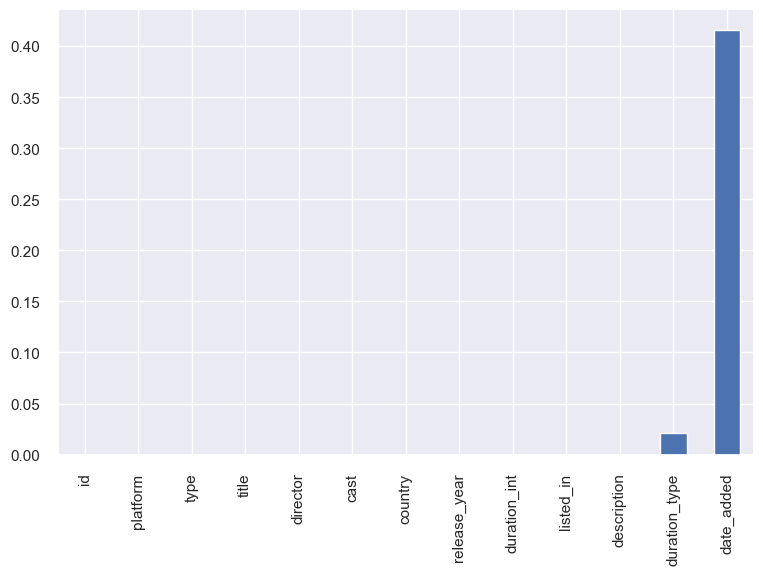 0.40
0.35
0.30
0.25
0.20
0.15
0.10
0.05
0.00
id
platform
type
title
director
cast
country
release_year
duration_int
listed_in
description
duration_type
date_added